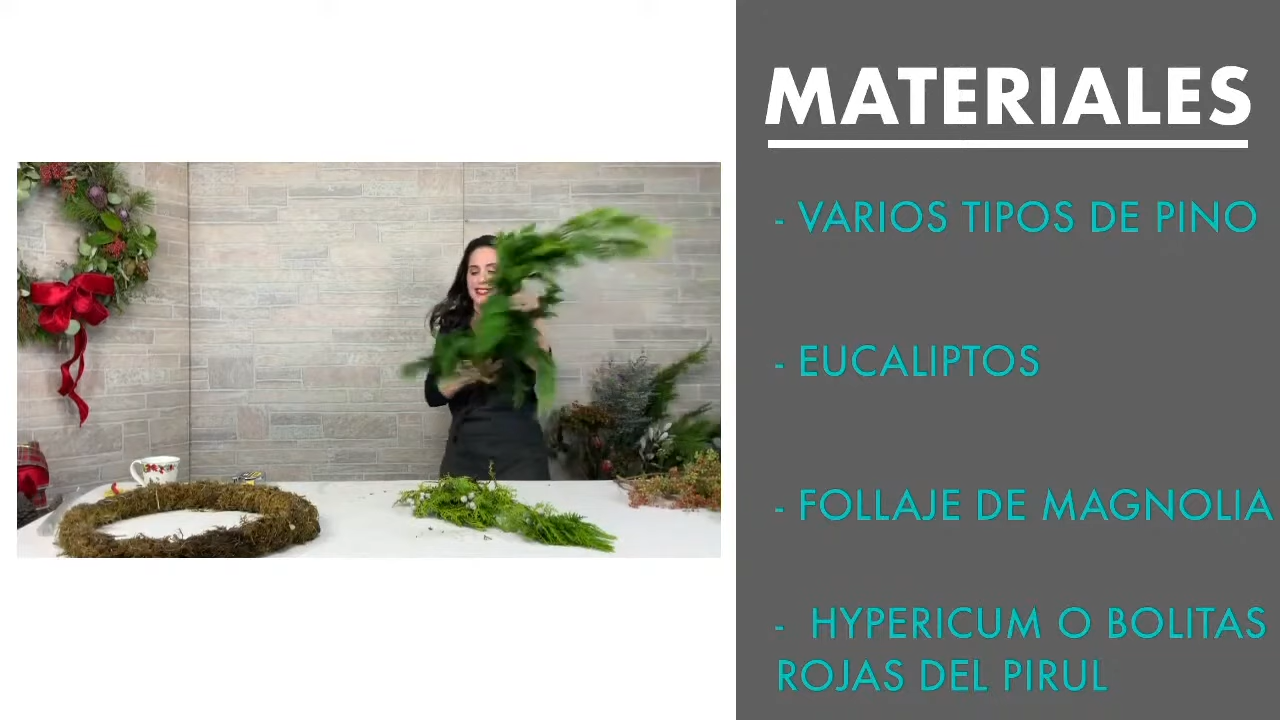 MATERIALES
- VARIOS TIPOS DE PINO
- EUCALIPTOS
- FOLLAJE DE MAGNOLIA
- HYPERICUM O BOLITAS
ROJAS DEL PIRUL